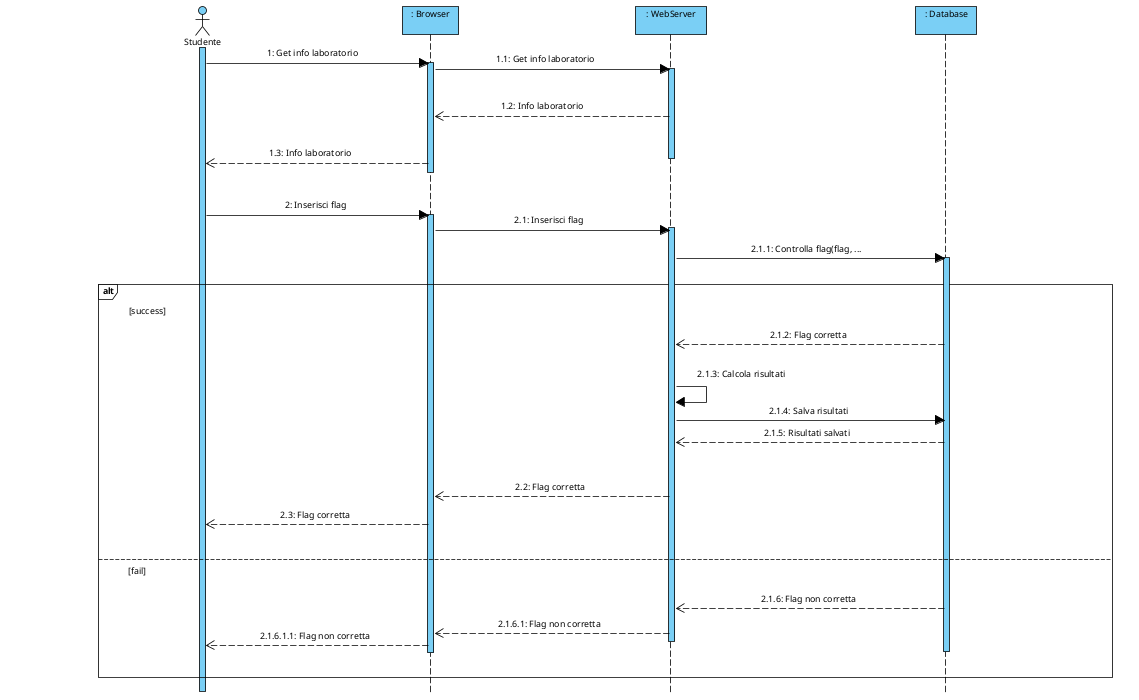 : Browser
: WebServer
: Database
Studente
1: Get info laboratorio
1.1: Get info laboratorio
1.2: Info laboratorio
1.3: Info laboratorio
2: Inserisci flag
2.1: Inserisci flag
2.1.1: Controlla flag(flag, ...
alt
[success]
2.1.2: Flag corretta
2.1.3: Calcola risultati
2.1.4: Salva risultati
2.1.5: Risultati salvati
2.2: Flag corretta
2.3: Flag corretta
[fail]
2.1.6: Flag non corretta
2.1.6.1: Flag non corretta
2.1.6.1.1: Flag non corretta